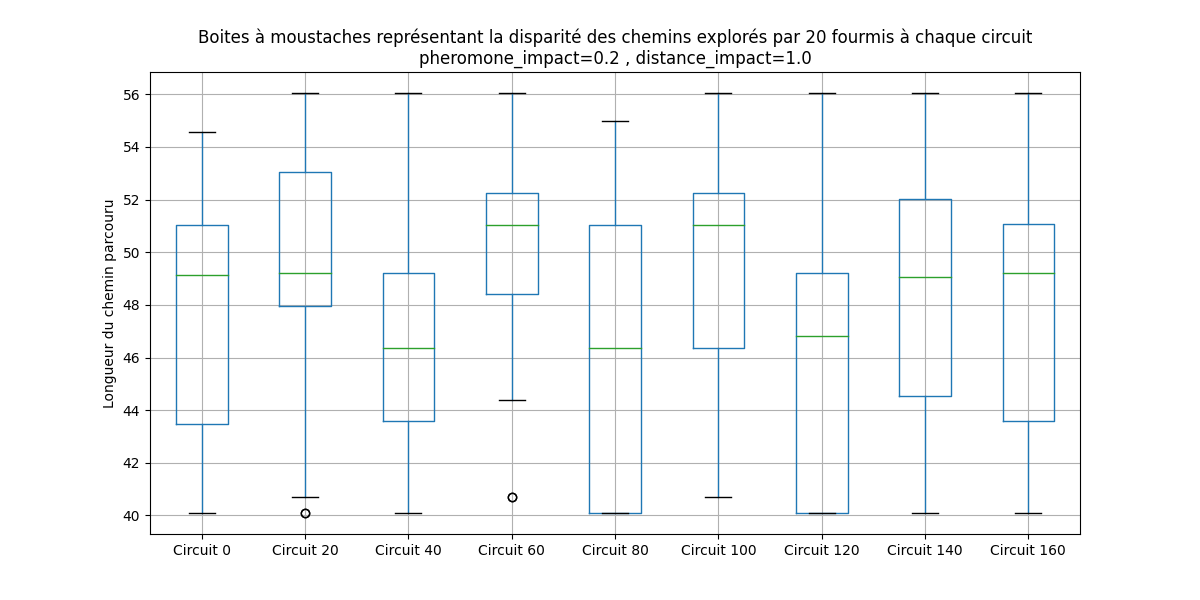 Boites à moustaches représentant la disparité des chemins explorés par 20 fourmis à chaque circuit
pheromone_impact=0.2 , distance_impact=1.0
Longueur du chemin parcouru
56
54
52
50
48
46
44
42
40
Circuit 0 Circuit 20 Circuit 40 Circuit 60 Circuit 80 Circuit 100 Circuit 120 Circuit 140 Circuit 160